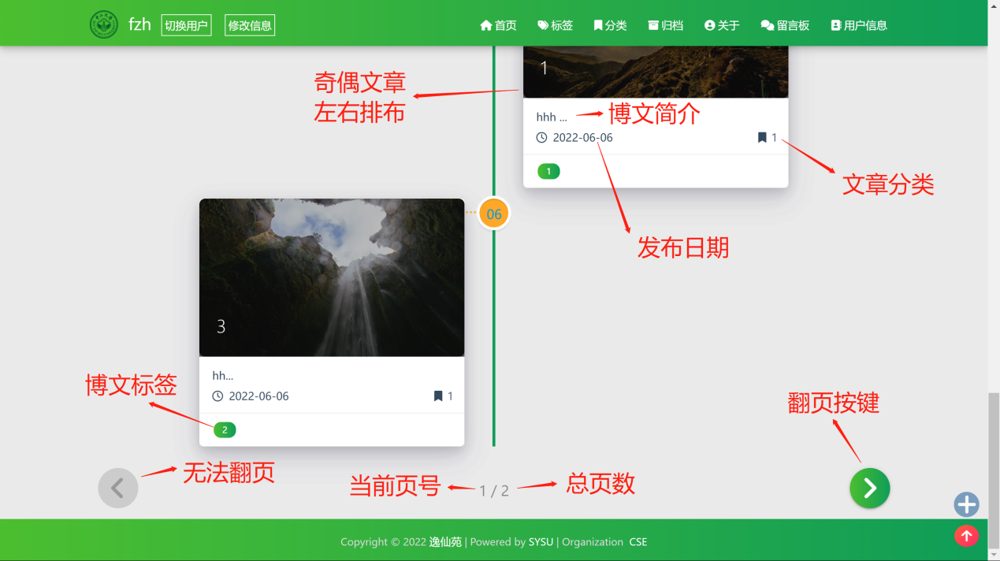 fzh 切换用户 修改信息 首页 标签 分类 归档 关于 留言板 用户信息
1
奇偶文章
左右排布
hhh ... 博文简介
2022-06-06 1
1
文章分类
06
发布日期
3
hh...
博文标签
2022-06-06 1
翻页按键
2
无法翻页
当前页号 1 / 2 总页数
Copyright © 2022 逸仙苑 | Powered by SYSU | Organization CSE